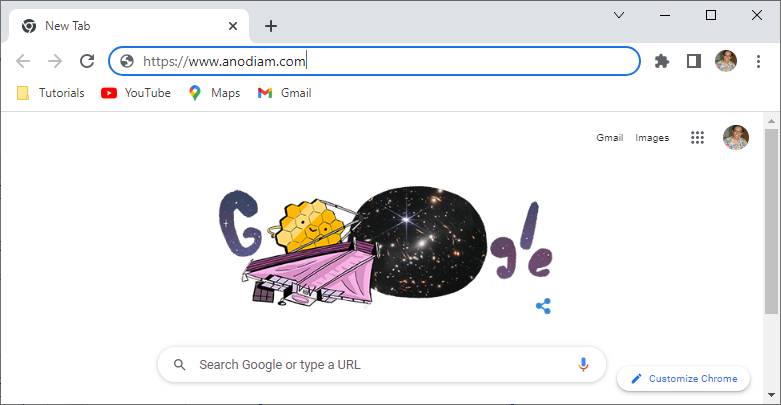 New Tab
https://www.anodiam.com
Tutorials YouTube Maps Gmail
Gmail Images
Google
Search Google or type a URL
Customize Chrome